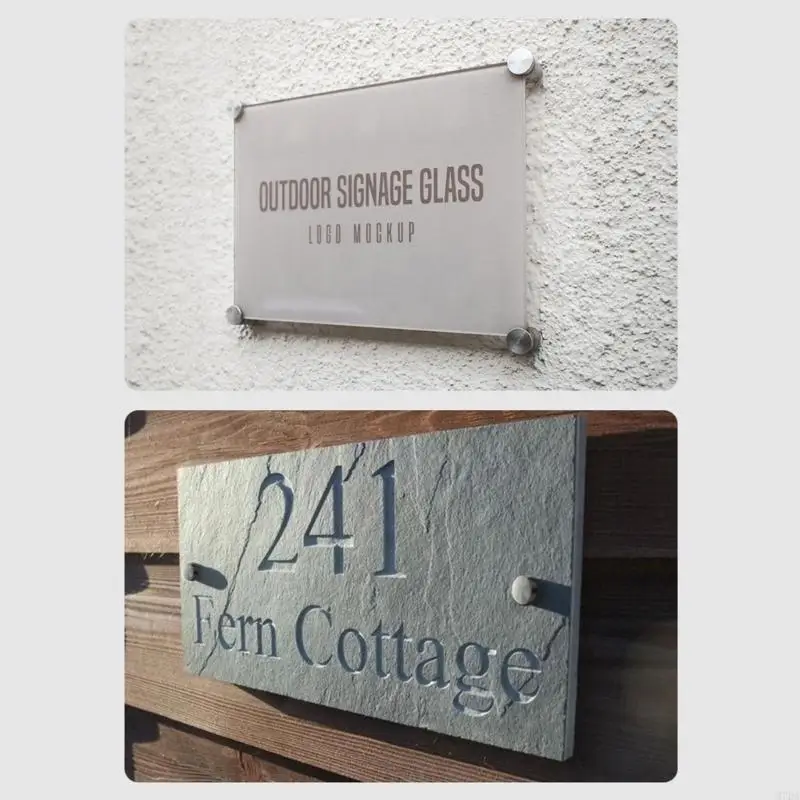 OUTDOOR SIGNAGE GLASS
LOGO MOCKUP
241
Fern Cottage